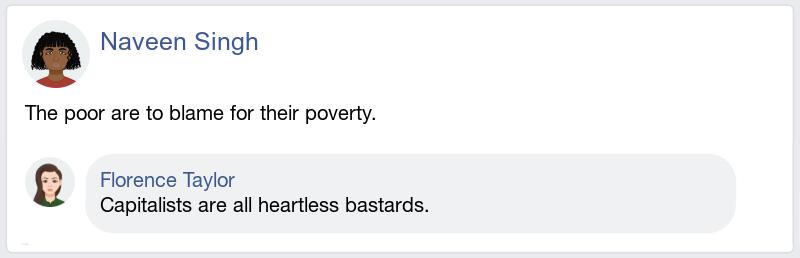 Naveen Singh
The poor are to blame for their poverty.
Florence Taylor
Capitalists are all heartless bastards.